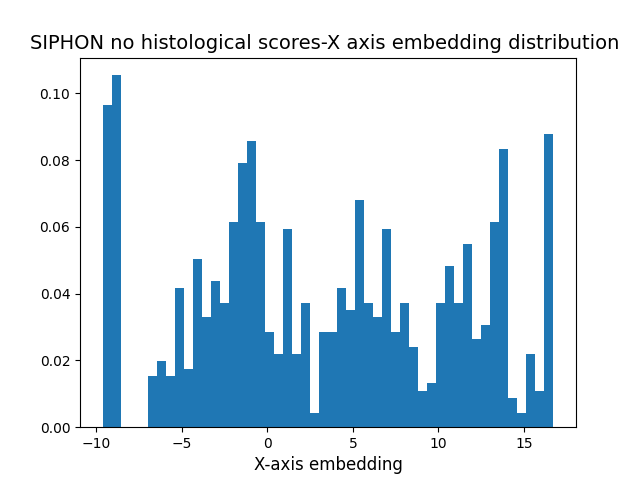 SIPHON no histological scores-X axis embedding distribution
0.10
0.08
0.06
0.04
0.02
0.00
−10 −5 0 5 10 15
X-axis embedding